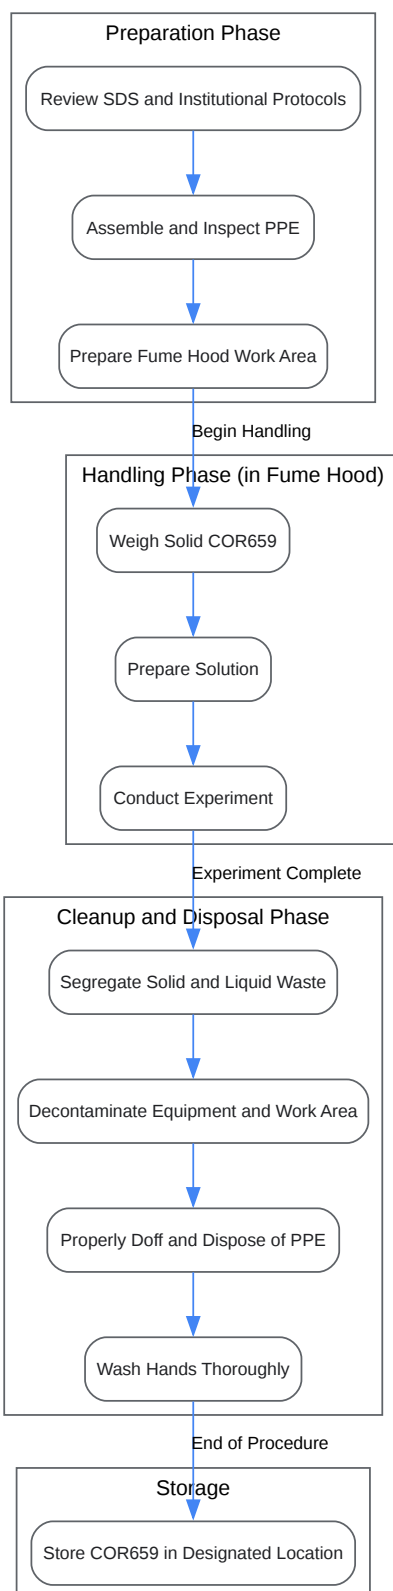 Preparation Phase
Review SDS and Institutional Protocols
Assemble and Inspect PPE
Prepare Fume Hood Work Area
Begin Handling
Handling Phase (in Fume Hood)
Weigh Solid COR659
Prepare Solution
Conduct Experiment
Experiment Complete
Cleanup and Disposal Phase
Segregate Solid and Liquid Waste
Decontaminate Equipment and Work Area
Properly Doff and Dispose of PPE
Wash Hands Thoroughly
End of Procedure
Storage
Store COR659 in Designated Location